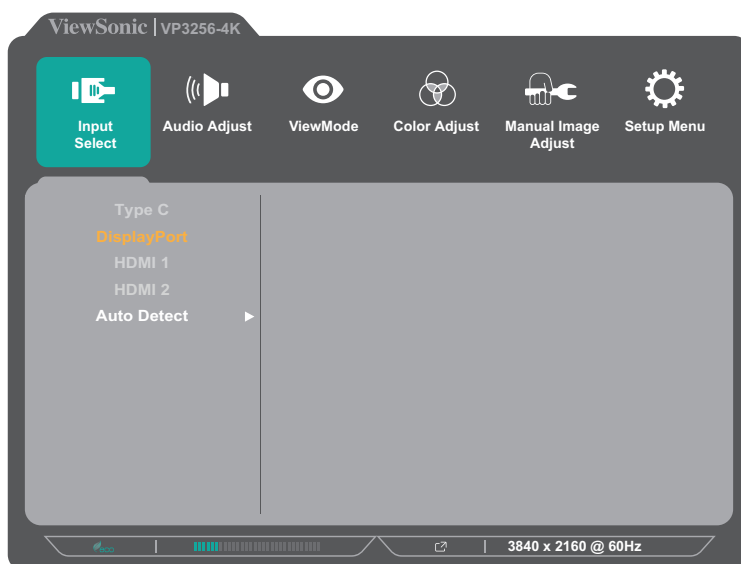 ViewSonic | VP3256-4K
Input Select
Audio Adjust
ViewMode
Color Adjust
Manual Image Adjust
Setup Menu
Type C
DisplayPort
HDMI 1
HDMI 2
Auto Detect
ECO
3840 x 2160 @ 60Hz